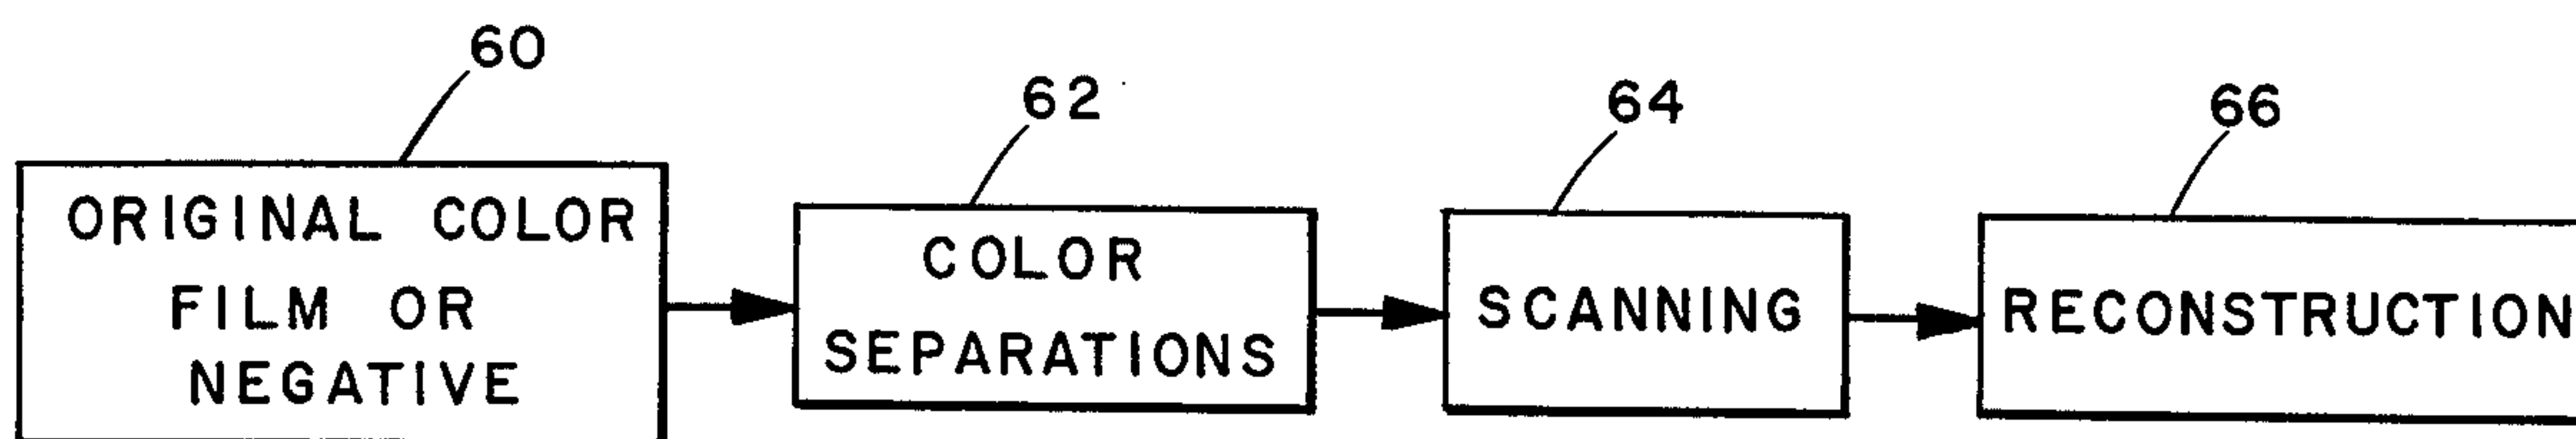 60
62
64
66
ORIGINAL COLOR
FILM OR
NEGATIVE
COLOR
SEPARATIONS
SCANNING
RECONSTRUCTION